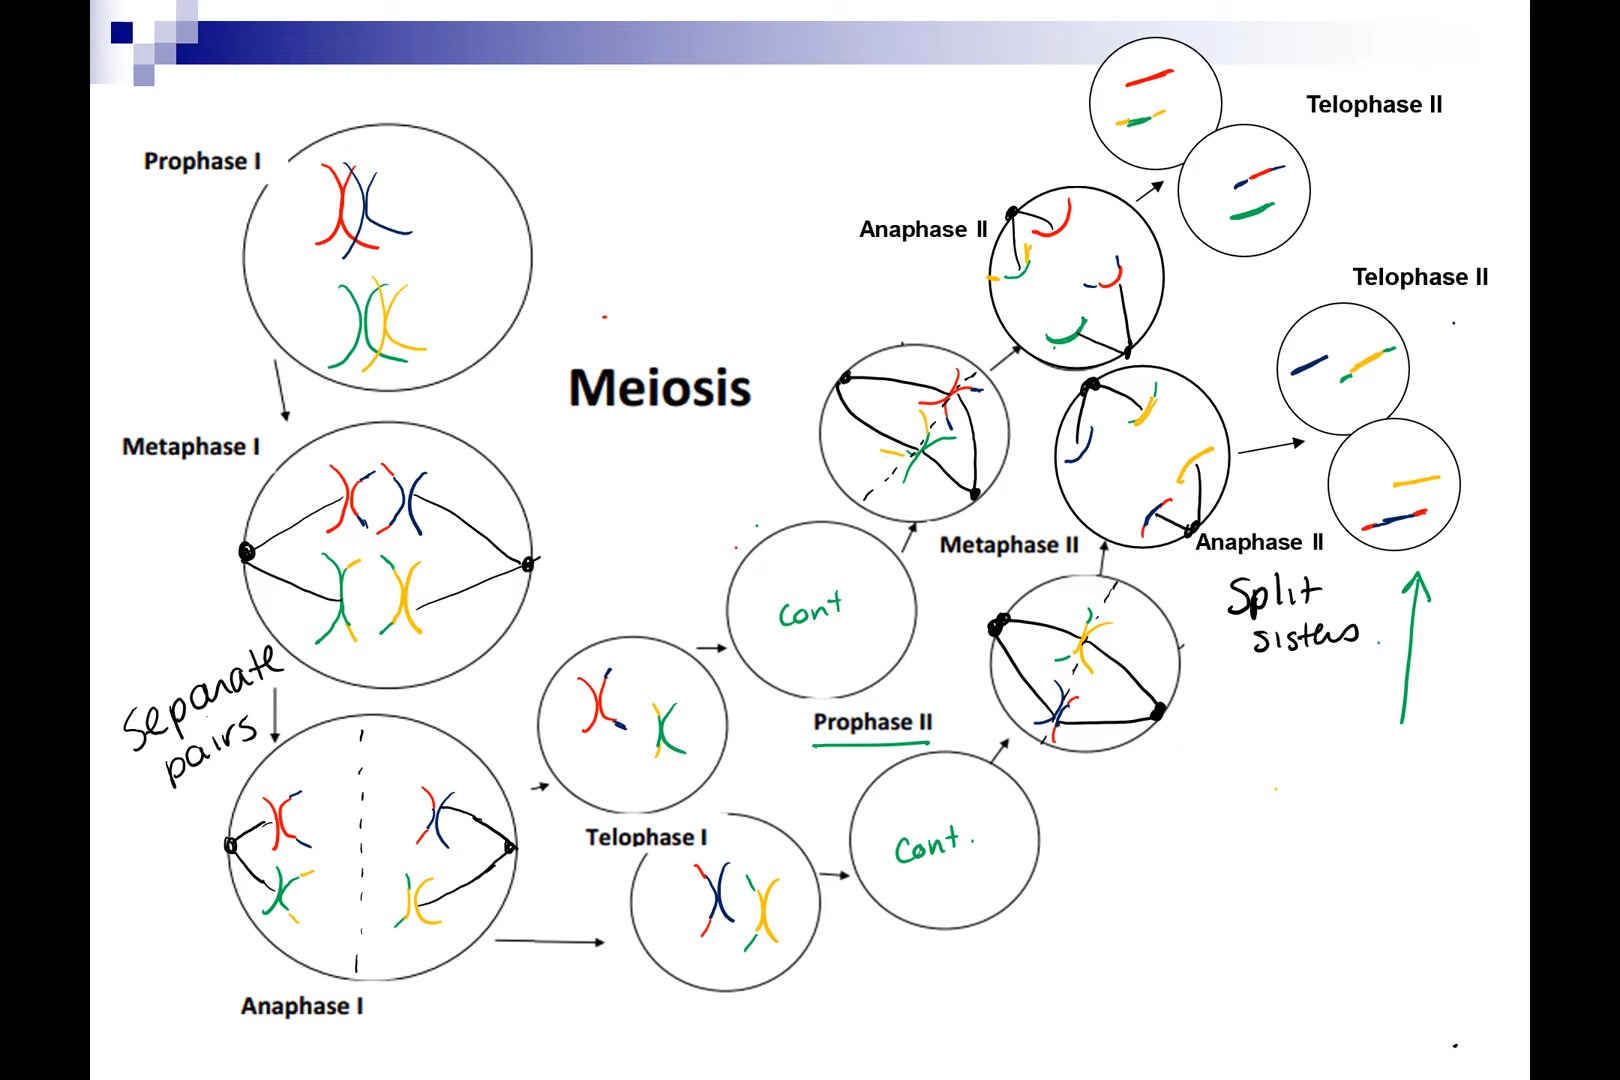 Telophase II
Prophase I
Anaphase II
Telophase II
Meiosis
Metaphase I
Metaphase II
Anaphase II
Split
sisters
Cont
Separate
pairs
Prophase II
Telophase I
Cont.
Anaphase I